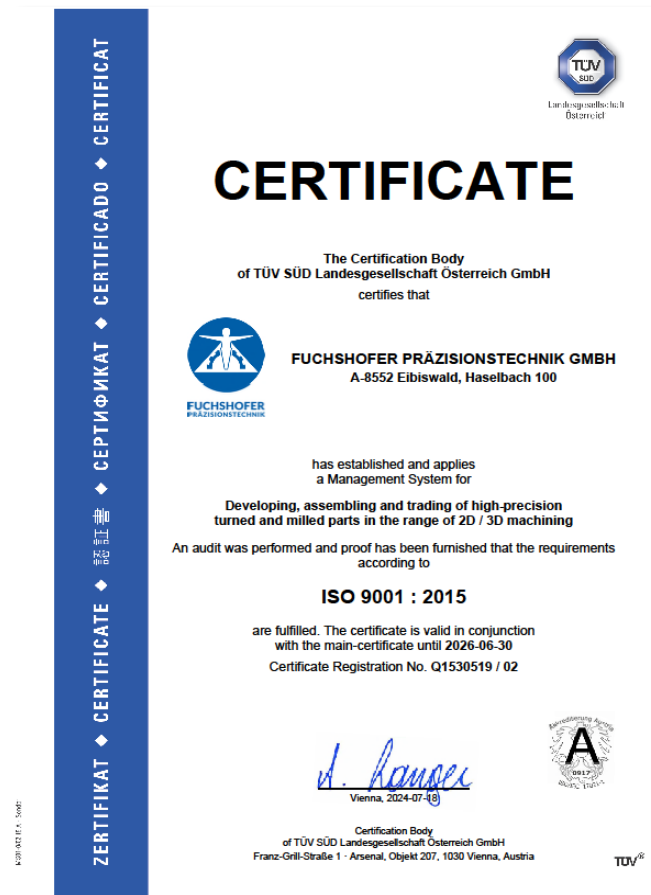 ZERTIFIKAT ◆ CERTIFICATE ◆ 認証書 ◆ СЕРТИФИКАТ ◆ CERTIFICADO ◆ CERTIFICAT
TÜV
SÜD
Landesgesellschaft
Österreich
CERTIFICATE
The Certification Body
of TÜV SÜD Landesgesellschaft Österreich GmbH
certifies that
FUCHSHOFER
PRÄZISIONSTECHNIK
FUCHSHOFER PRÄZISIONSTECHNIK GMBH
A-8552 Eibiswald, Haselbach 100
has established and applies
a Management System for
Developing, assembling and trading of high-precision
turned and milled parts in the range of 2D / 3D machining
An audit was performed and proof has been furnished that the requirements
according to
ISO 9001 : 2015
are fulfilled. The certificate is valid in conjunction
with the main-certificate until 2026-06-30
Certificate Registration No. Q1530519 / 02
Akkreditierung Austria
A
0917
Vienna, 2024-07-18
Certification Body
of TÜV SÜD Landesgesellschaft Österreich GmbH
Franz-Grill-Straße 1 · Arsenal, Objekt 207, 1030 Vienna, Austria
TÜV®